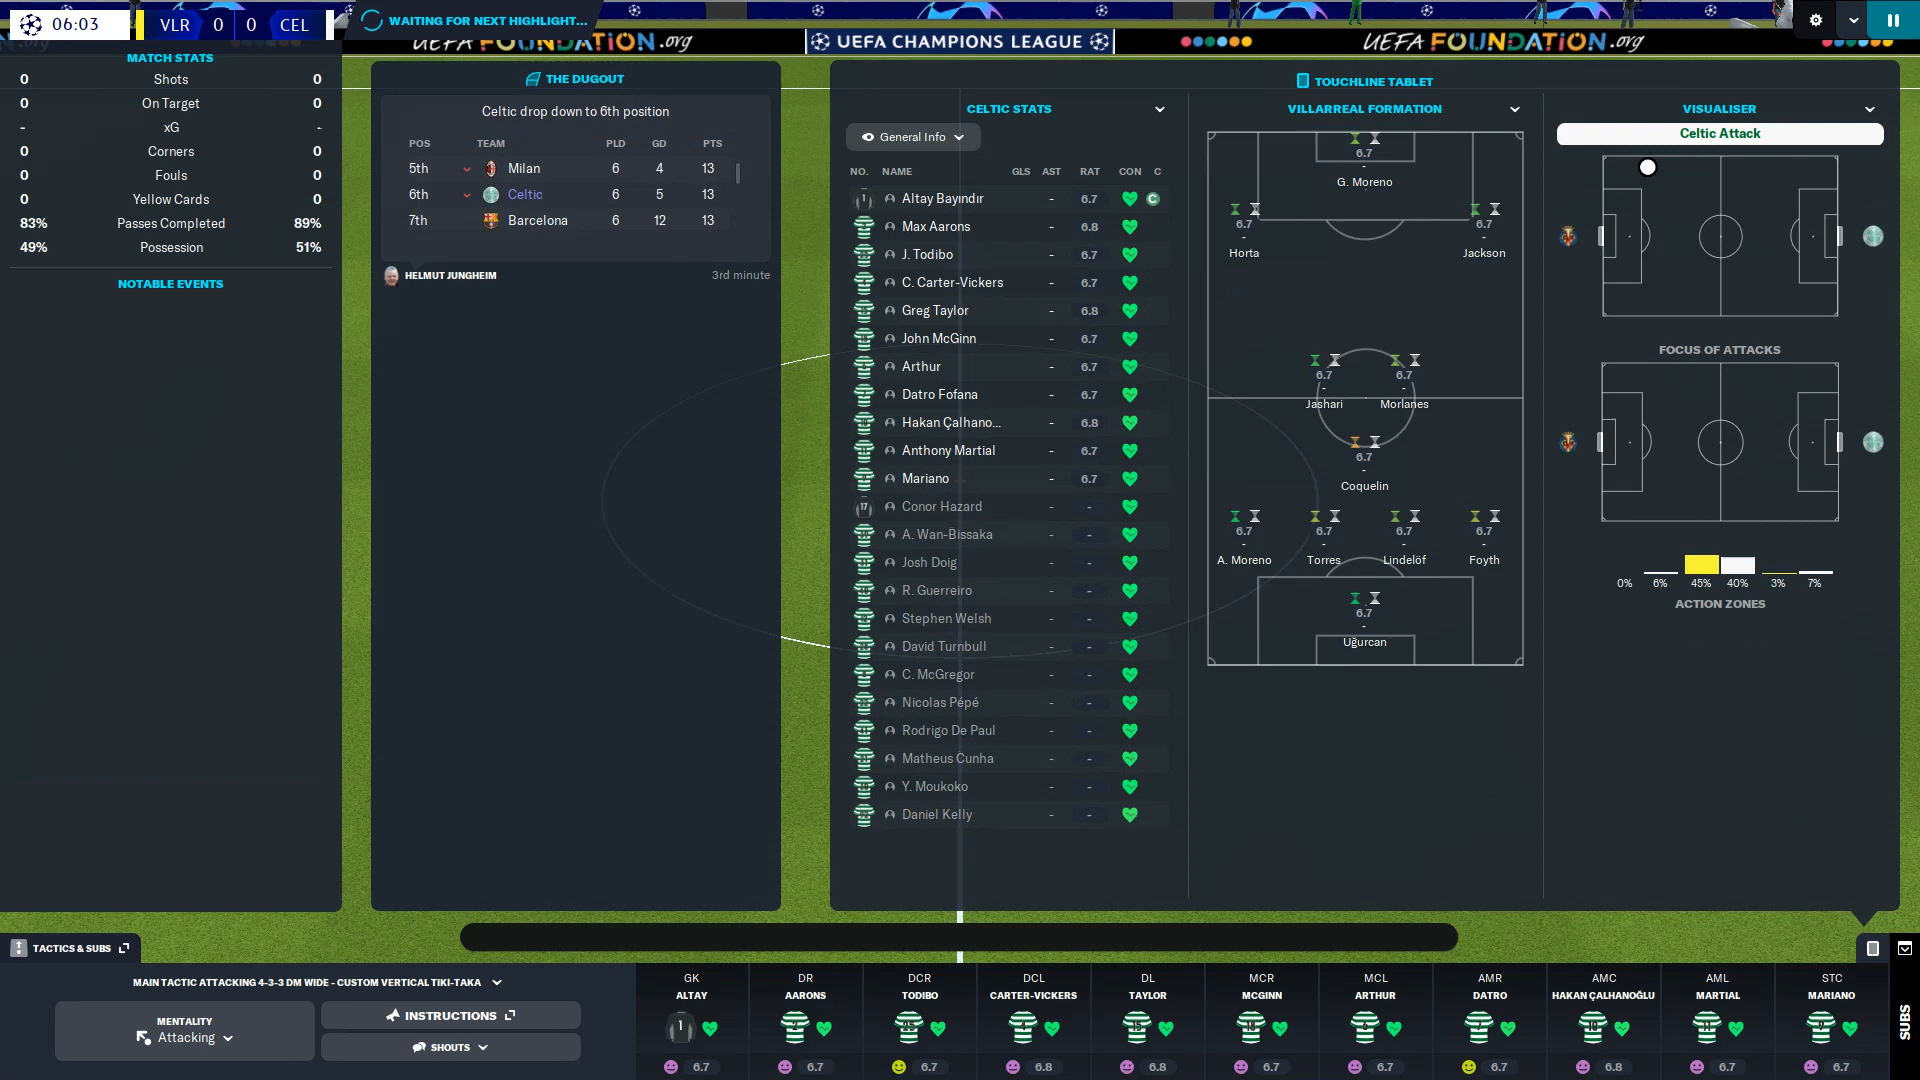 06:03 VLR 0 0 CEL
WAITING FOR NEXT HIGHLIGHT...
UEFA FOUNDATION.org
UEFA CHAMPIONS LEAGUE
UEFA FOUNDATION.org
MATCH STATS
0 Shots 0
0 On Target 0
- xG -
0 Corners 0
0 Fouls 0
0 Yellow Cards 0
83% Passes Completed 89%
49% Possession 51%
NOTABLE EVENTS
THE DUGOUT
Celtic drop down to 6th position
POS TEAM PLD GD PTS
5th Milan 6 4 13
6th Celtic 6 5 13
7th Barcelona 6 12 13
HELMUT JUNGHEIM 3rd minute
TOUCHLINE TABLET
CELTIC STATS
General Info
NO. NAME GLS AST RAT CON C
1 Altay Bayındır - 6.7 C
Max Aarons - 6.8
J. Todibo - 6.7
C. Carter-Vickers - 6.7
Greg Taylor - 6.8
John McGinn - 6.7
Arthur - 6.7
Datro Fofana - 6.7
Hakan Çalhano... - 6.8
Anthony Martial - 6.7
Mariano - 6.7
17 Conor Hazard - -
A. Wan-Bissaka - -
Josh Doig - -
R. Guerreiro - -
Stephen Welsh - -
David Turnbull - -
C. McGregor - -
Nicolas Pépé - -
Rodrigo De Paul - -
Matheus Cunha - -
Y. Moukoko - -
Daniel Kelly - -
VILLARREAL FORMATION
6.7
-
G. Moreno
6.7 6.7
- -
Horta Jackson
6.7 6.7
- -
Jashari Morlanes
6.7
-
Coquelin
6.7 6.7 6.7 6.7
- - - -
A. Moreno Torres Lindelöf Foyth
6.7
-
Uğurcan
VISUALISER
Celtic Attack
FOCUS OF ATTACKS
0% 6% 45% 40% 3% 7%
ACTION ZONES
TACTICS & SUBS
MAIN TACTIC ATTACKING 4-3-3 DM WIDE - CUSTOM VERTICAL TIKI-TAKA
MENTALITY
Attacking
INSTRUCTIONS
SHOUTS
GK DR DCR DCL DL MCR MCL AMR AMC AML STC
ALTAY AARONS TODIBO CARTER-VICKERS TAYLOR MCGINN ARTHUR DATRO HAKAN ÇALHANOĞLU MARTIAL MARIANO
1 2 25 4 15 18 6 7 10 11 9
6.7 6.7 6.7 6.8 6.8 6.7 6.7 6.7 6.8 6.7 6.7
SUBS